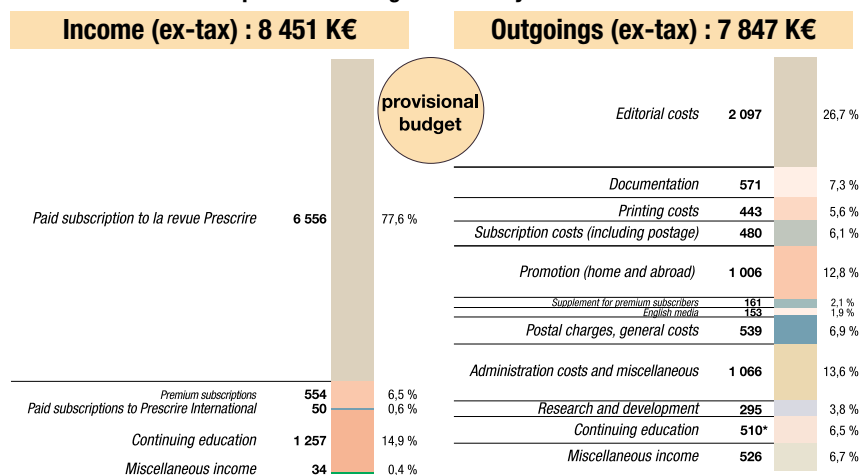 Income (ex-tax) : 8 451 K€
Paid subscription to la revue Prescrire 6 556 77,6 %
Premium subscriptions 554 6,5 %
Paid subscriptions to Prescrire International 50 0,6 %
Continuing education 1 257 14,9 %
Miscellaneous income 34 0,4 %
provisional
budget
Outgoings (ex-tax) : 7 847 K€
Editorial costs 2 097 26,7 %
Documentation 571 7,3 %
Printing costs 443 5,6 %
Subscription costs (including postage) 480 6,1 %
Promotion (home and abroad) 1 006 12,8 %
Supplement for premium subscribers 161 2,1 %
English media 153 1,9 %
Postal charges, general costs 539 6,9 %
Administration costs and miscellaneous 1 066 13,6 %
Research and development 295 3,8 %
Continuing education 510* 6,5 %
Miscellaneous income 526 6,7 %